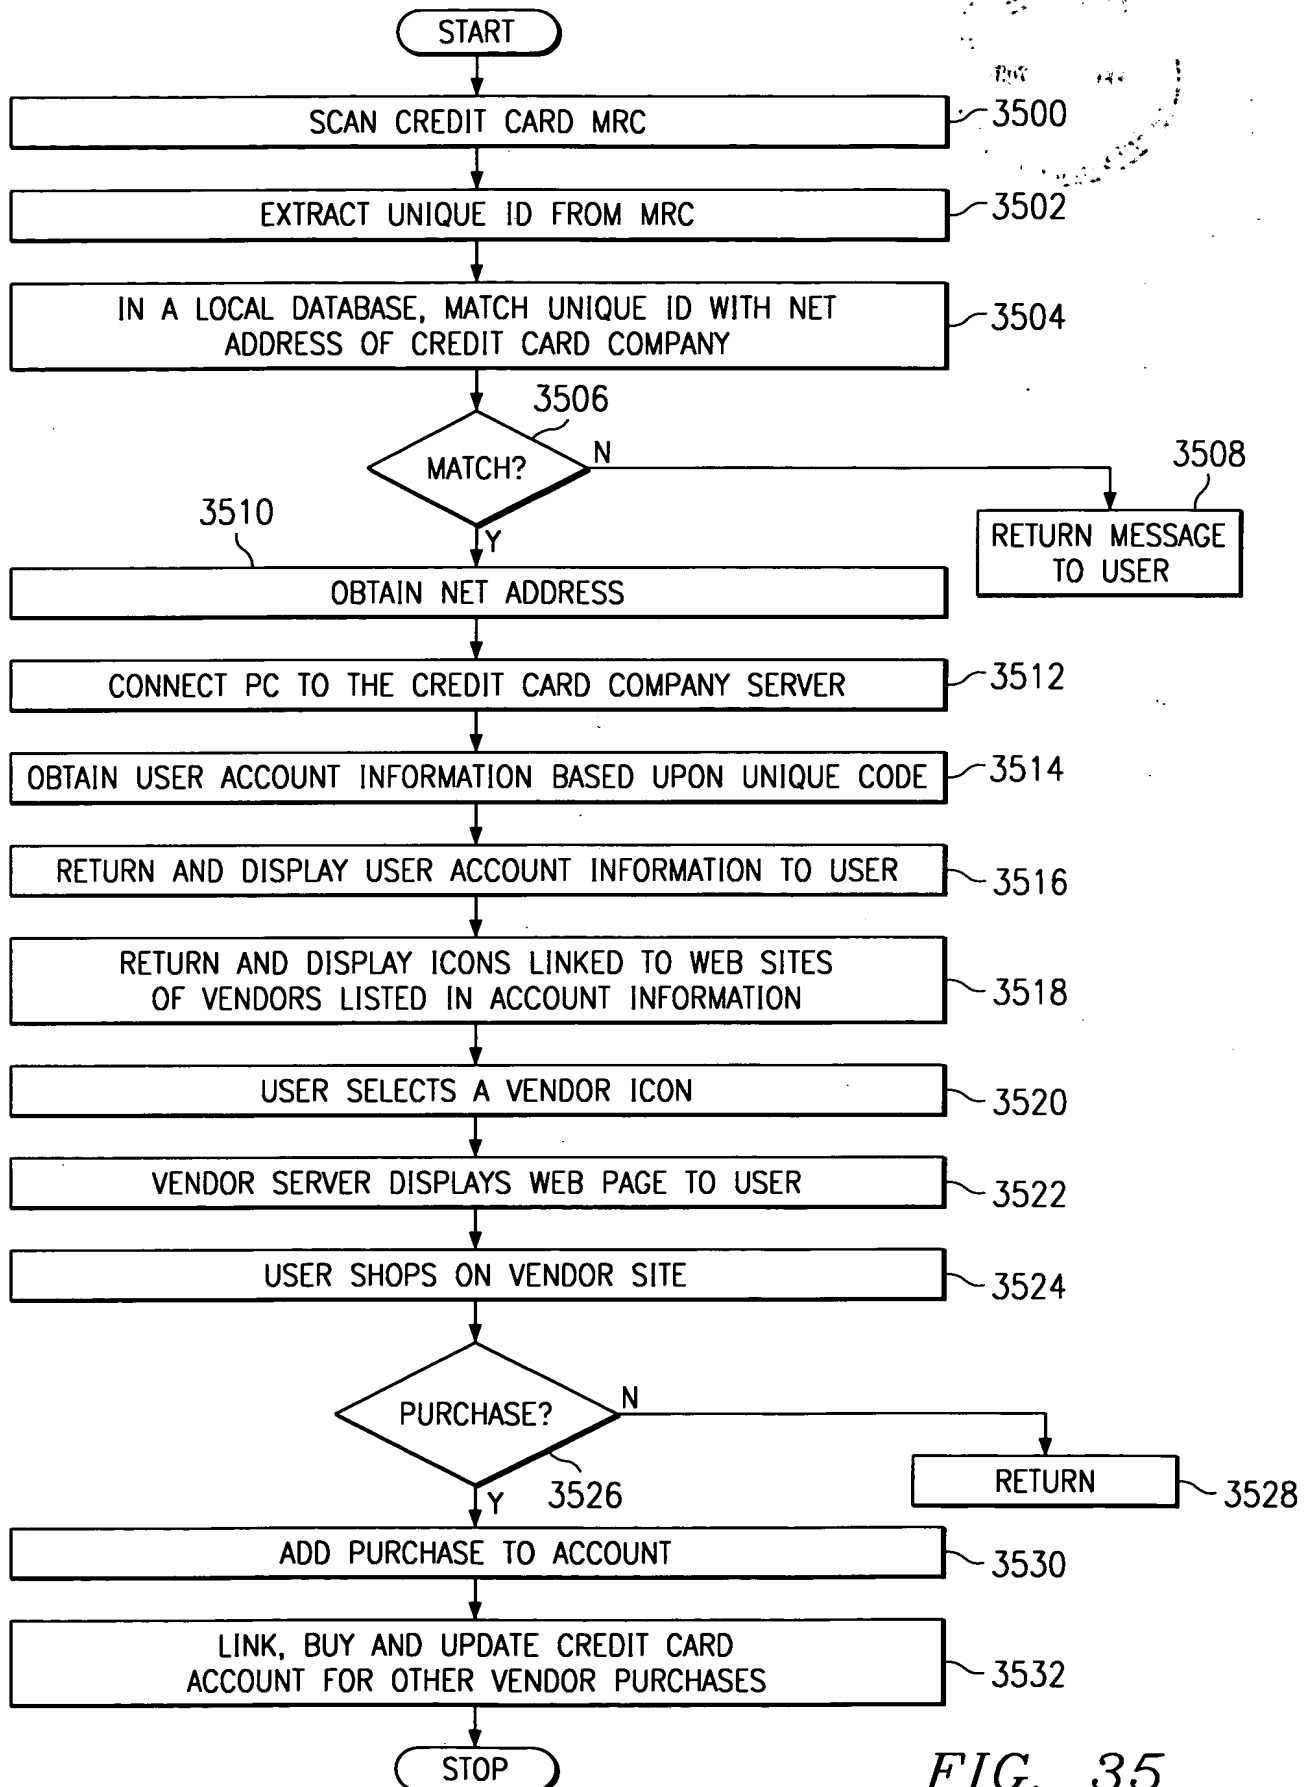 START
SCAN CREDIT CARD MRC
3500
EXTRACT UNIQUE ID FROM MRC
3502
IN A LOCAL DATABASE, MATCH UNIQUE ID WITH NET
ADDRESS OF CREDIT CARD COMPANY
3504
3506
MATCH?
N
Y
3508
RETURN MESSAGE
TO USER
3510
OBTAIN NET ADDRESS
CONNECT PC TO THE CREDIT CARD COMPANY SERVER
3512
OBTAIN USER ACCOUNT INFORMATION BASED UPON UNIQUE CODE
3514
RETURN AND DISPLAY USER ACCOUNT INFORMATION TO USER
3516
RETURN AND DISPLAY ICONS LINKED TO WEB SITES
OF VENDORS LISTED IN ACCOUNT INFORMATION
3518
USER SELECTS A VENDOR ICON
3520
VENDOR SERVER DISPLAYS WEB PAGE TO USER
3522
USER SHOPS ON VENDOR SITE
3524
PURCHASE?
N
Y
3526
RETURN
3528
ADD PURCHASE TO ACCOUNT
3530
LINK, BUY AND UPDATE CREDIT CARD
ACCOUNT FOR OTHER VENDOR PURCHASES
3532
STOP
FIG. 35